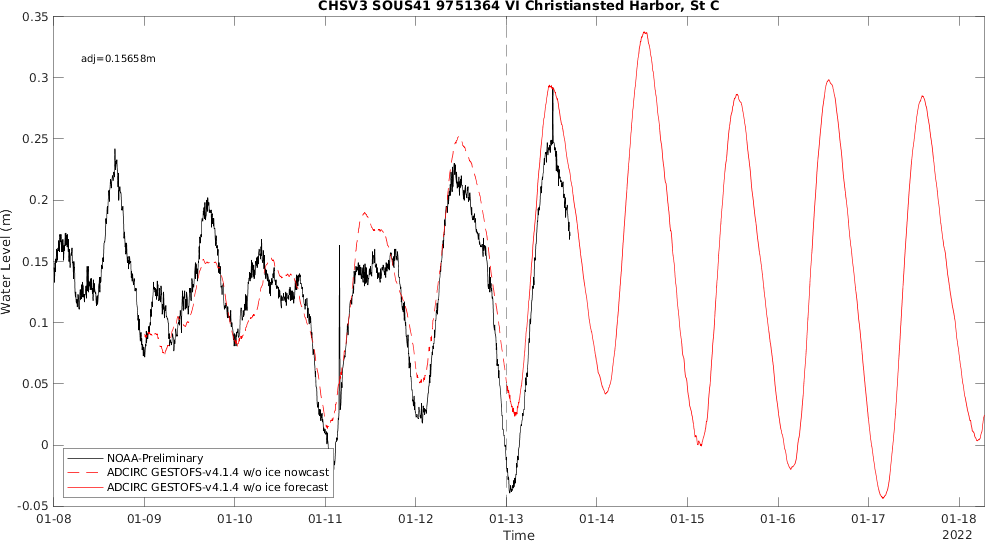 CHSV3 SOUS41 9751364 VI Christiansted Harbor, St C
adj=0.15658m
0.35
0.3
0.25
0.2
0.15
0.1
0.05
0
-0.05
Water Level (m)
NOAA-Preliminary
ADCIRC GESTOFS-v4.1.4 w/o ice nowcast
ADCIRC GESTOFS-v4.1.4 w/o ice forecast
01-08 01-09 01-10 01-11 01-12 01-13 01-14 01-15 01-16 01-17 01-18
Time
2022